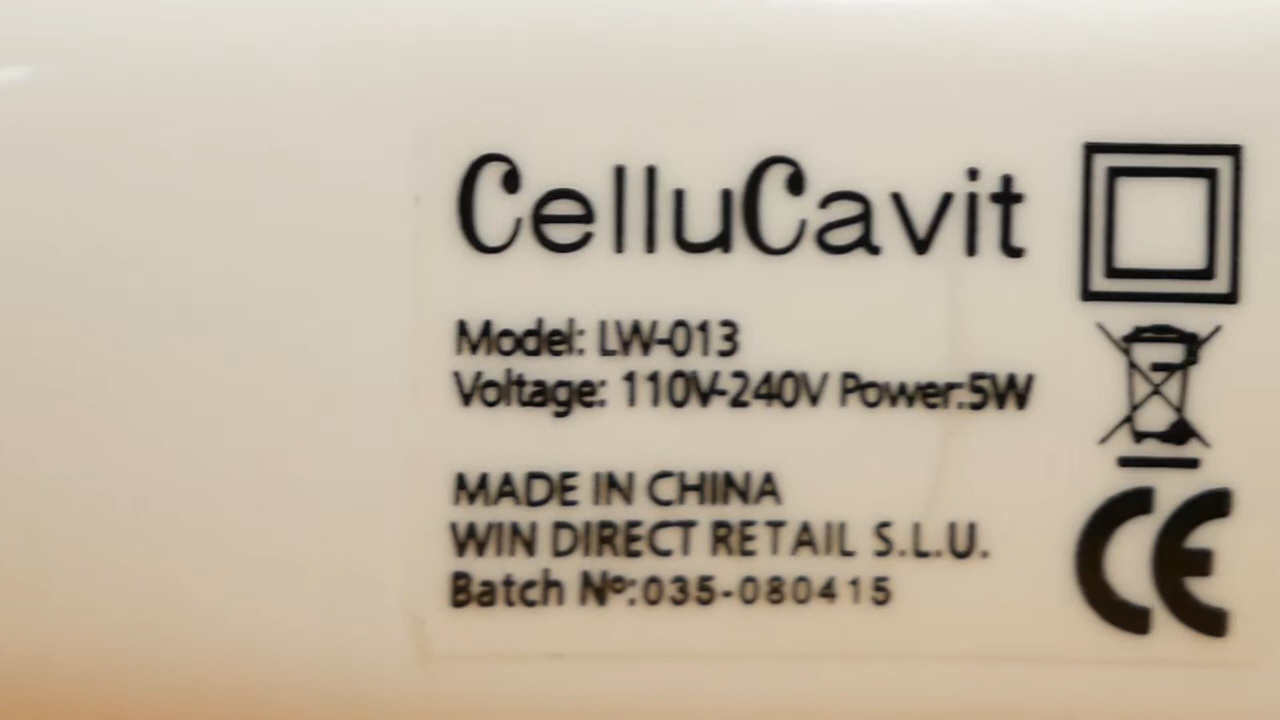 CelluCavit
Model: LW-013
Voltage: 110V-240V Power:5W
MADE IN CHINA
WIN DIRECT RETAIL S.L.U.
Batch Nº:035-080415
CE